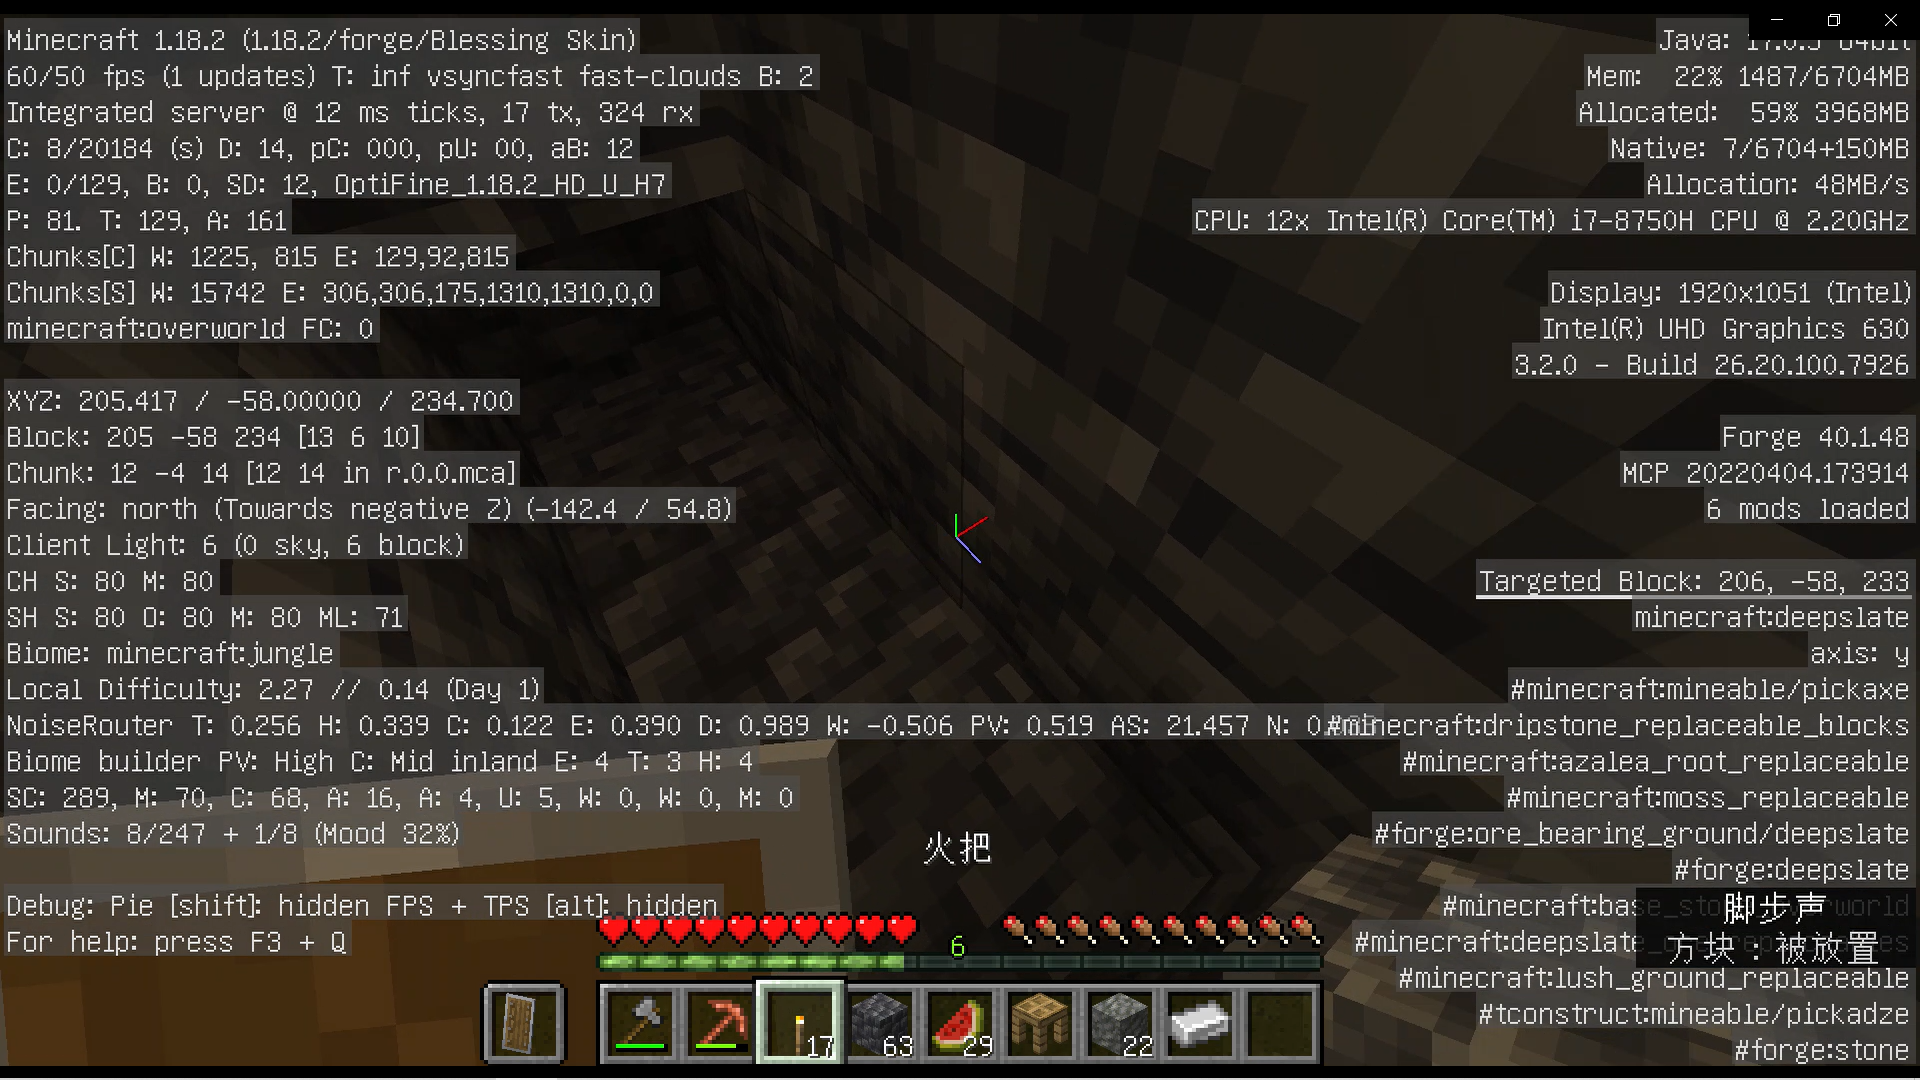 Minecraft 1.18.2 (1.18.2/forge/Blessing Skin)
60/50 fps (1 updates) T: inf vsyncfast fast-clouds B: 2
Integrated server @ 12 ms ticks, 17 tx, 324 rx
C: 8/20184 (s) D: 14, pC: 000, pU: 00, aB: 12
E: 0/129, B: 0, SD: 12, OptiFine_1.18.2_HD_U_H7
P: 81. T: 129, A: 161
Chunks[C] W: 1225, 815 E: 129,92,815
Chunks[S] W: 15742 E: 306,306,175,1310,1310,0,0
minecraft:overworld FC: 0
XYZ: 205.417 / -58.00000 / 234.700
Block: 205 -58 234 [13 6 10]
Chunk: 12 -4 14 [12 14 in r.0.0.mca]
Facing: north (Towards negative Z) (-142.4 / 54.8)
Client Light: 6 (0 sky, 6 block)
CH S: 80 M: 80
SH S: 80 O: 80 M: 80 ML: 71
Biome: minecraft:jungle
Local Difficulty: 2.27 // 0.14 (Day 1)
NoiseRouter T: 0.256 H: 0.339 C: 0.122 E: 0.390 D: 0.989 W: -0.506 PV: 0.519 AS: 21.457 N:
Biome builder PV: High C: Mid inland E: 4 T: 3 H: 4
SC: 289, M: 70, C: 68, A: 16, A: 4, U: 5, W: 0, W: 0, M: 0
Sounds: 8/247 + 1/8 (Mood 32%)
Debug: Pie [shift]: hidden FPS + TPS [alt]: hidden
For help: press F3 + Q
Java: 17.0.3 64bit
Mem: 22% 1487/6704MB
Allocated: 59% 3968MB
Native: 7/6704+150MB
Allocation: 48MB/s
CPU: 12x Intel(R) Core(TM) i7-8750H CPU @ 2.20GHz
Display: 1920x1051 (Intel)
Intel(R) UHD Graphics 630
3.2.0 - Build 26.20.100.7926
Forge 40.1.48
MCP 20220404.173914
6 mods loaded
Targeted Block: 206, -58, 233
minecraft:deepslate
axis: y
#minecraft:mineable/pickaxe
#minecraft:dripstone_replaceable_blocks
#minecraft:azalea_root_replaceable
#minecraft:moss_replaceable
#forge:ore_bearing_ground/deepslate
#forge:deepslate
#minecraft:base_stone_overworld
#minecraft:deepslate_ore_replaceables
#minecraft:lush_ground_replaceable
#tconstruct:mineable/pickadze
#forge:stone
脚步声
方块：被放置
火把
6
17
63
29
22